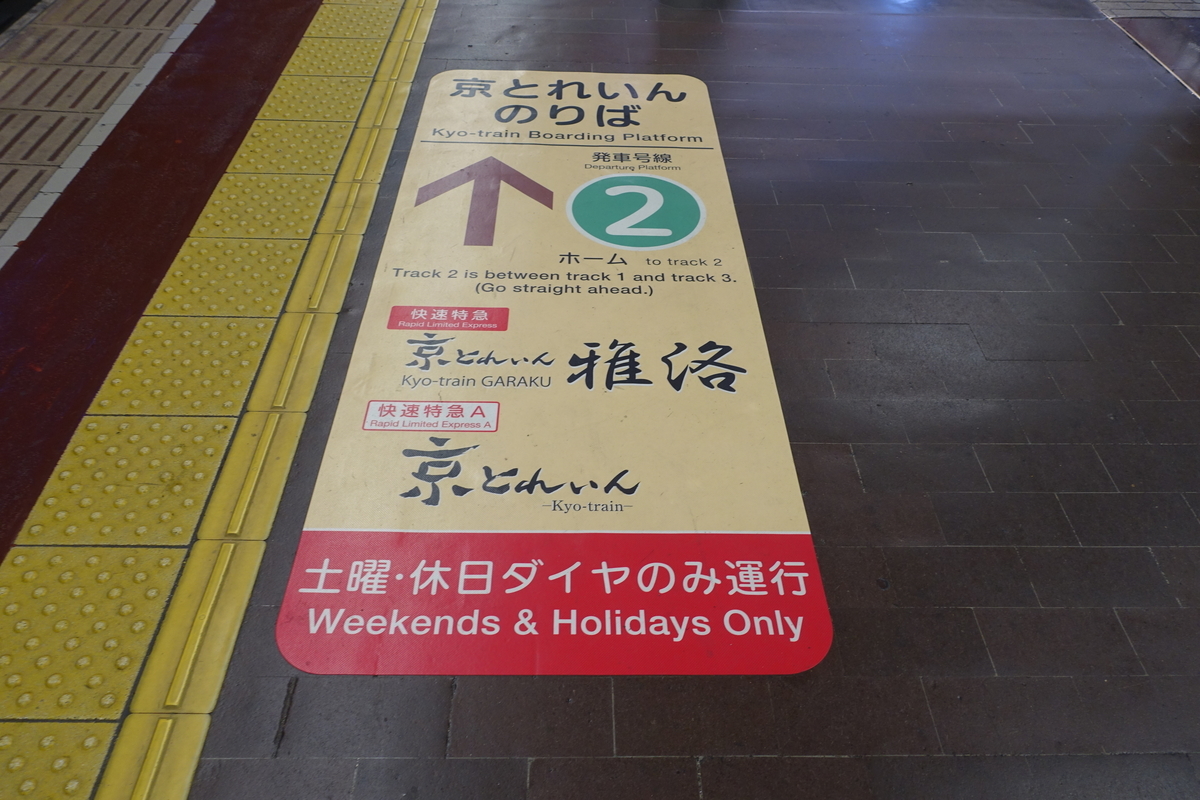 京とれいん
のりば
Kyo-train Boarding Platform
発車号線
Departure Platform
2
ホーム to track 2
Track 2 is between track 1 and track 3.
(Go straight ahead.)
快速特急
Rapid Limited Express
京とれいん 雅洛
Kyo-train GARAKU
快速特急A
Rapid Limited Express A
京とれいん
–Kyo-train–
土曜・休日ダイヤのみ運行
Weekends & Holidays Only